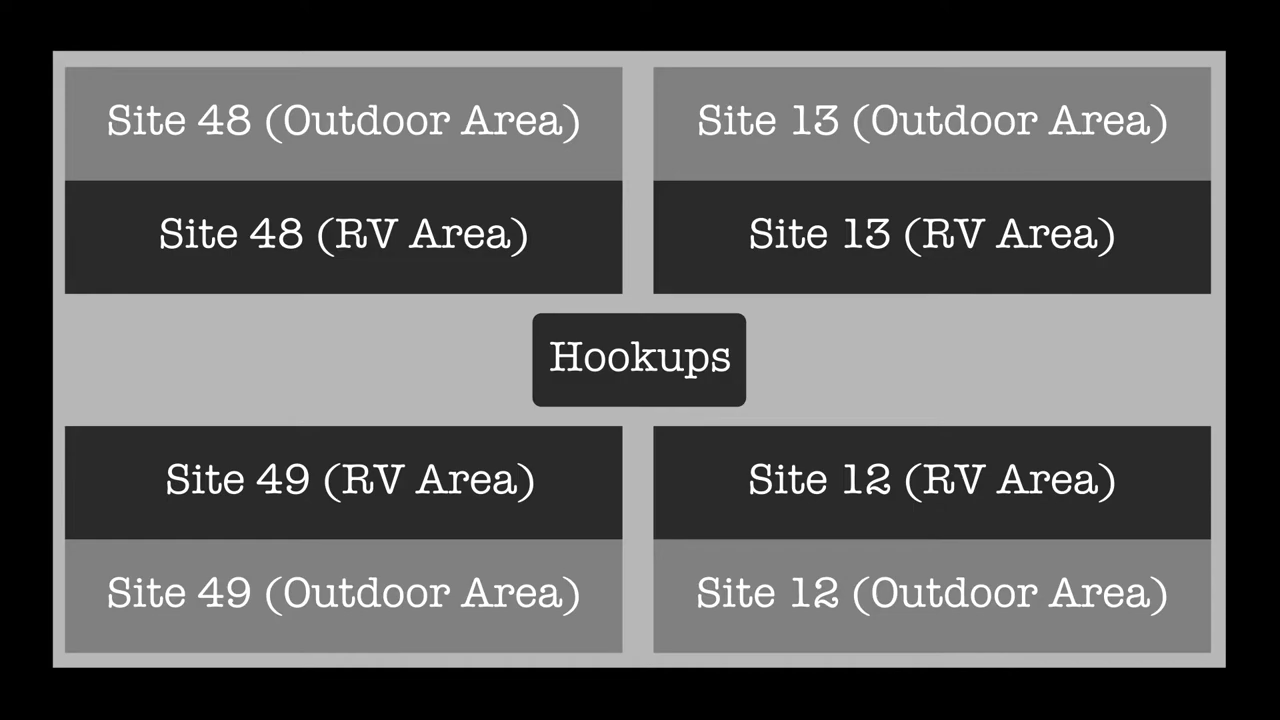 Site 48 (Outdoor Area)
Site 13 (Outdoor Area)
Site 48 (RV Area)
Site 13 (RV Area)
Hookups
Site 49 (RV Area)
Site 12 (RV Area)
Site 49 (Outdoor Area)
Site 12 (Outdoor Area)